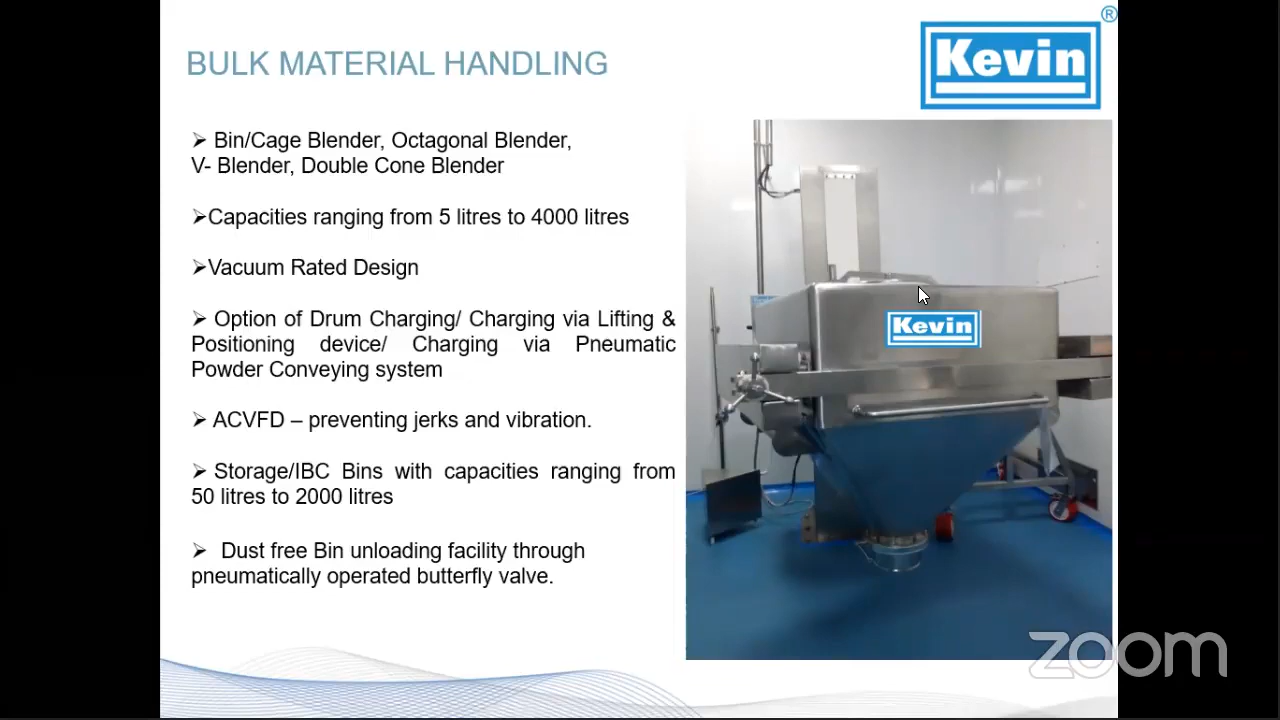 BULK MATERIAL HANDLING
®
Kevin
➢ Bin/Cage Blender, Octagonal Blender,
V- Blender, Double Cone Blender
➢Capacities ranging from 5 litres to 4000 litres
➢Vacuum Rated Design
➢ Option of Drum Charging/ Charging via Lifting &
Positioning device/ Charging via Pneumatic
Powder Conveying system
➢ ACVFD – preventing jerks and vibration.
➢ Storage/IBC Bins with capacities ranging from
50 litres to 2000 litres
➢ Dust free Bin unloading facility through
pneumatically operated butterfly valve.
Kevin
zoom